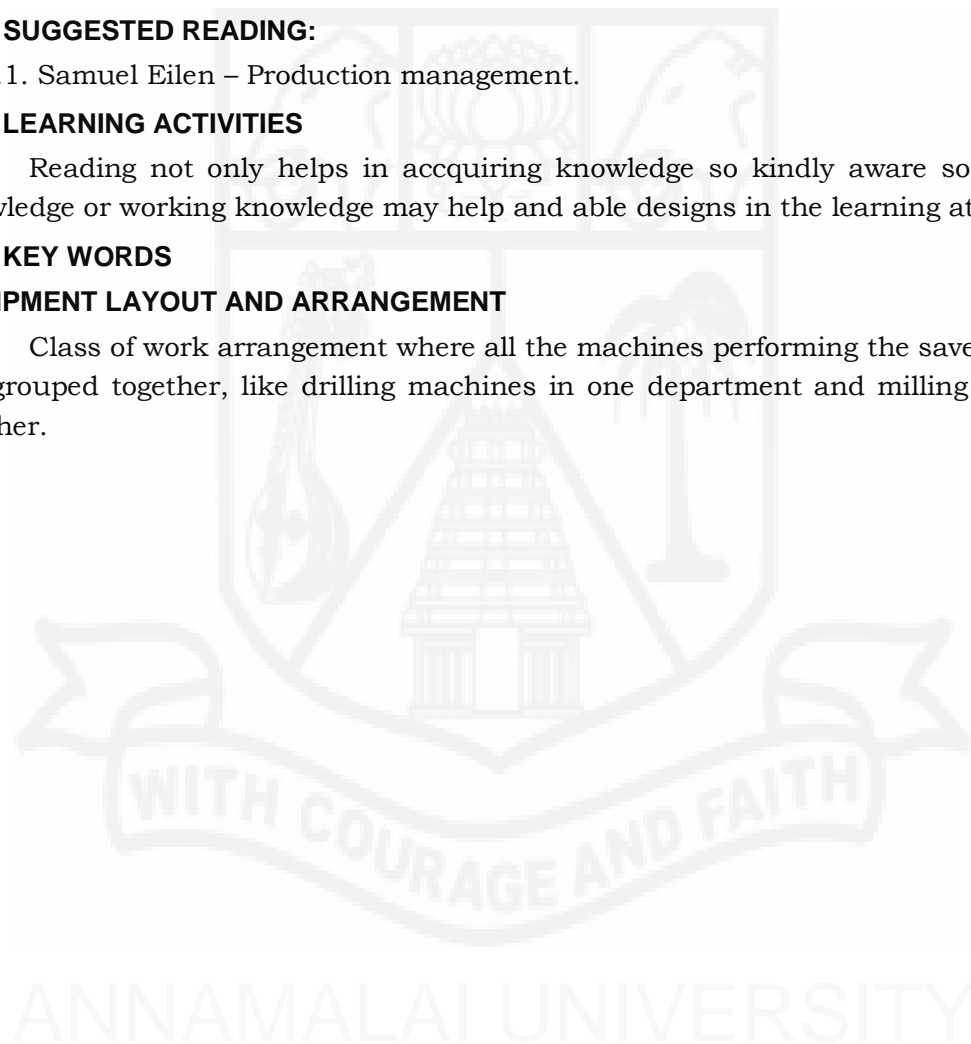 SUGGESTED READING:
.1. Samuel Eilen – Production management.
LEARNING ACTIVITIES
Reading not only helps in accquiring knowledge so kindly aware so
wledge or working knowledge may help and able designs in the learning at
KEY WORDS
IPMENT LAYOUT AND ARRANGEMENT
Class of work arrangement where all the machines performing the save
grouped together, like drilling machines in one department and milling
her.
WITH COURAGE AND FAITH
ANNAMALAI UNIVERSITY